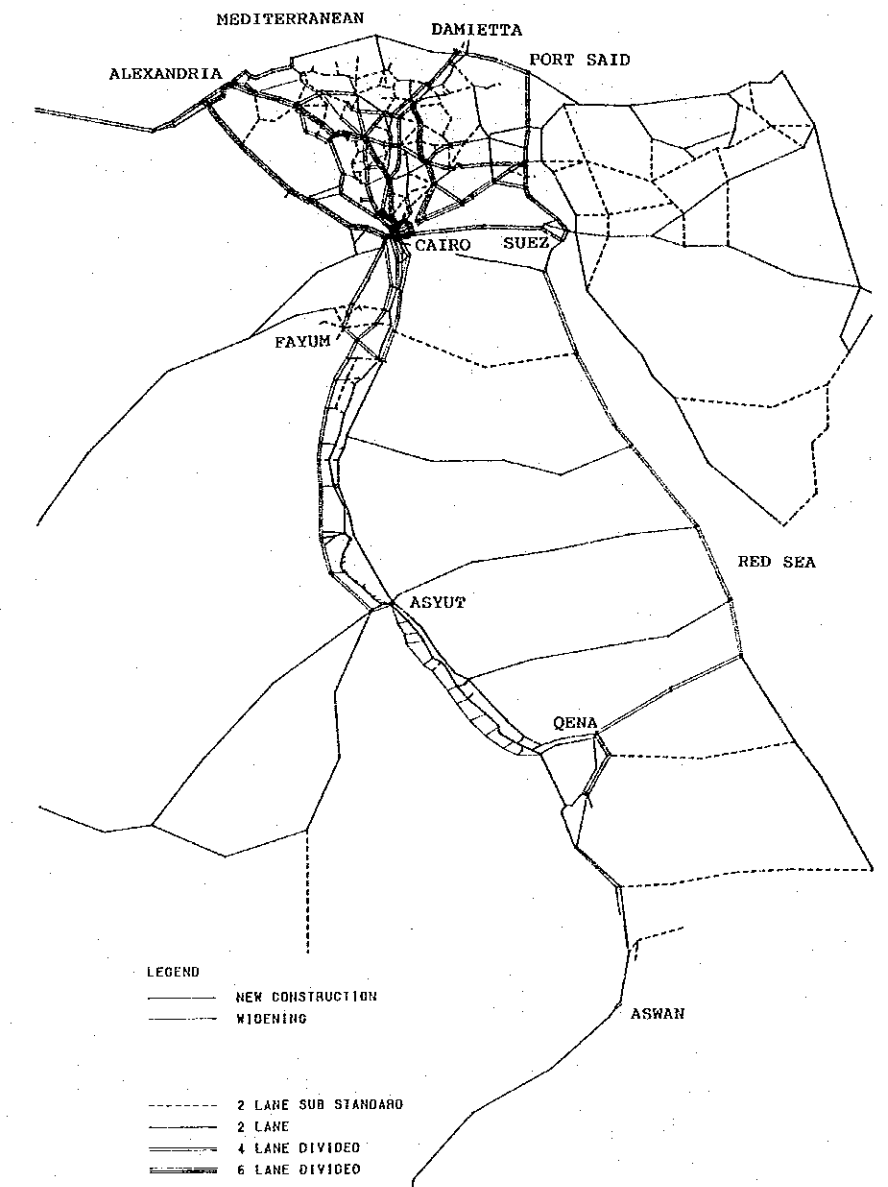 MEDITERRANEAN
DAMIETTA
PORT SAID
ALEXANDRIA
CAIRO
SUEZ
FAYUM
RED SEA
ASYUT
QENA
ASWAN
LEGEND
NEW CONSTRUCTION
WIDENING
2 LANE SUB STANDARD
2 LANE
4 LANE DIVIDED
6 LANE DIVIDED